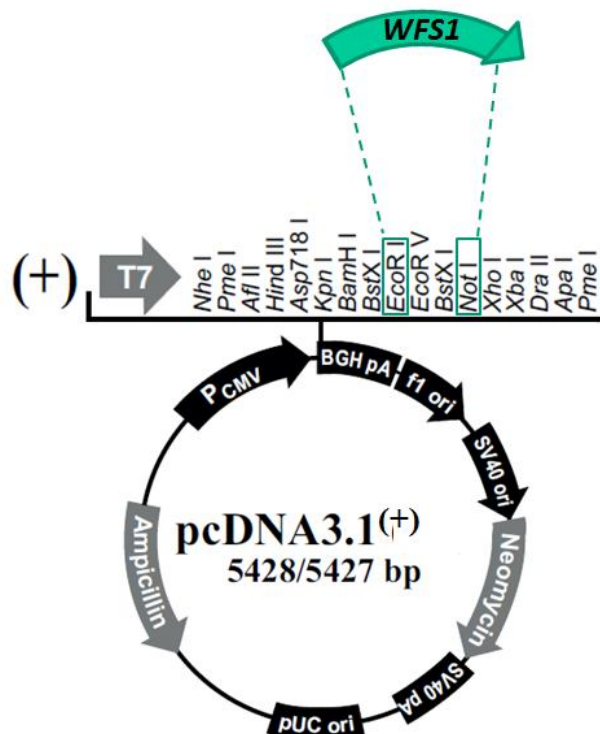 WFS1
(+)
T7
Nhe I
Pme I
Afl II
Hind III
Asp718 I
Kpn I
BamH I
BstX I
EcoR I
EcoR V
BstX I
Not I
Xho I
Xba I
Dra II
Apa I
Pme I
P CMV
BGH pA
f1 ori
SV40 ori
Ampicillin
pcDNA3.1(+)
5428/5427 bp
Neomycin
SV40 pA
pUC ori